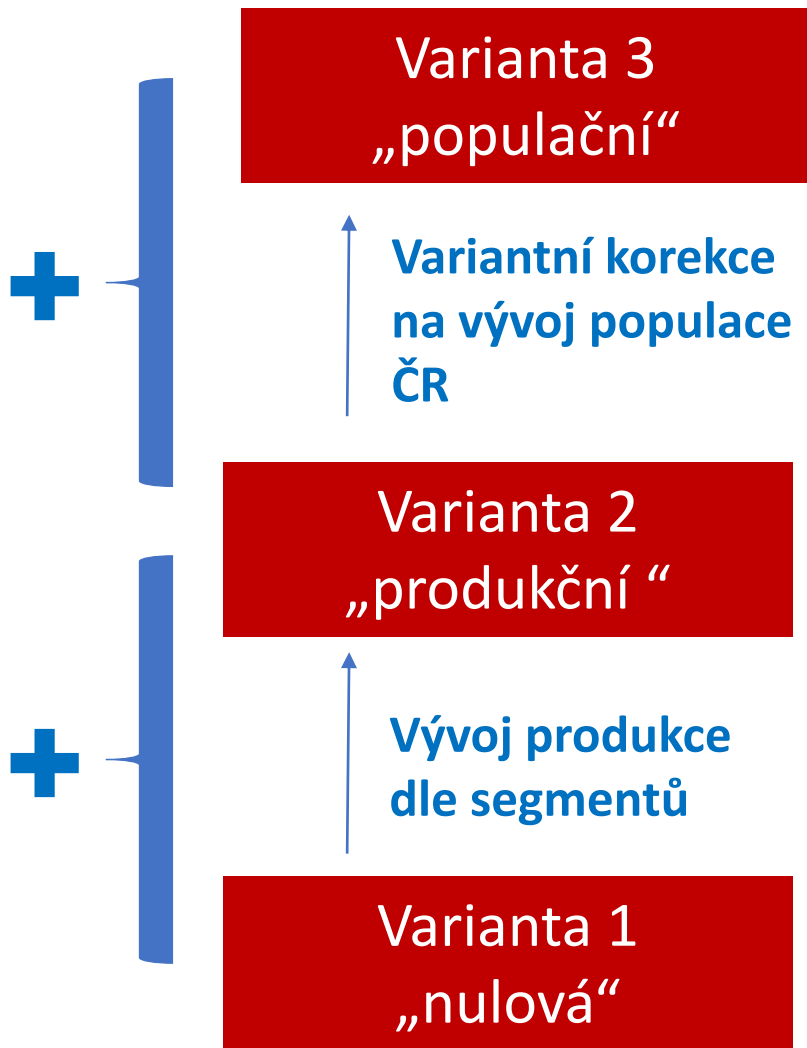 Varianta 3
„populační“
Variantní korekce
na vývoj populace
ČR
Varianta 2
„produkční “
Vývoj produkce
dle segmentů
Varianta 1
„nulová“